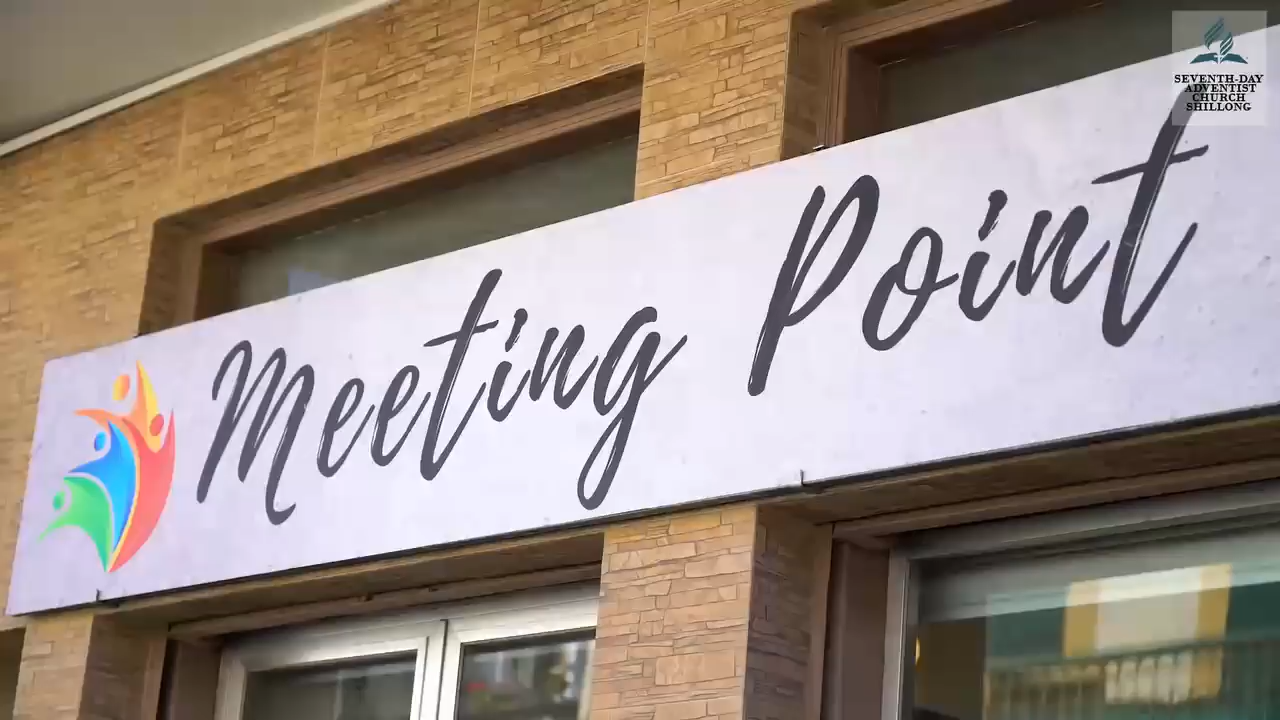 SEVENTH-DAY
ADVENTIST
CHURCH
SHILLONG
Meeting Point